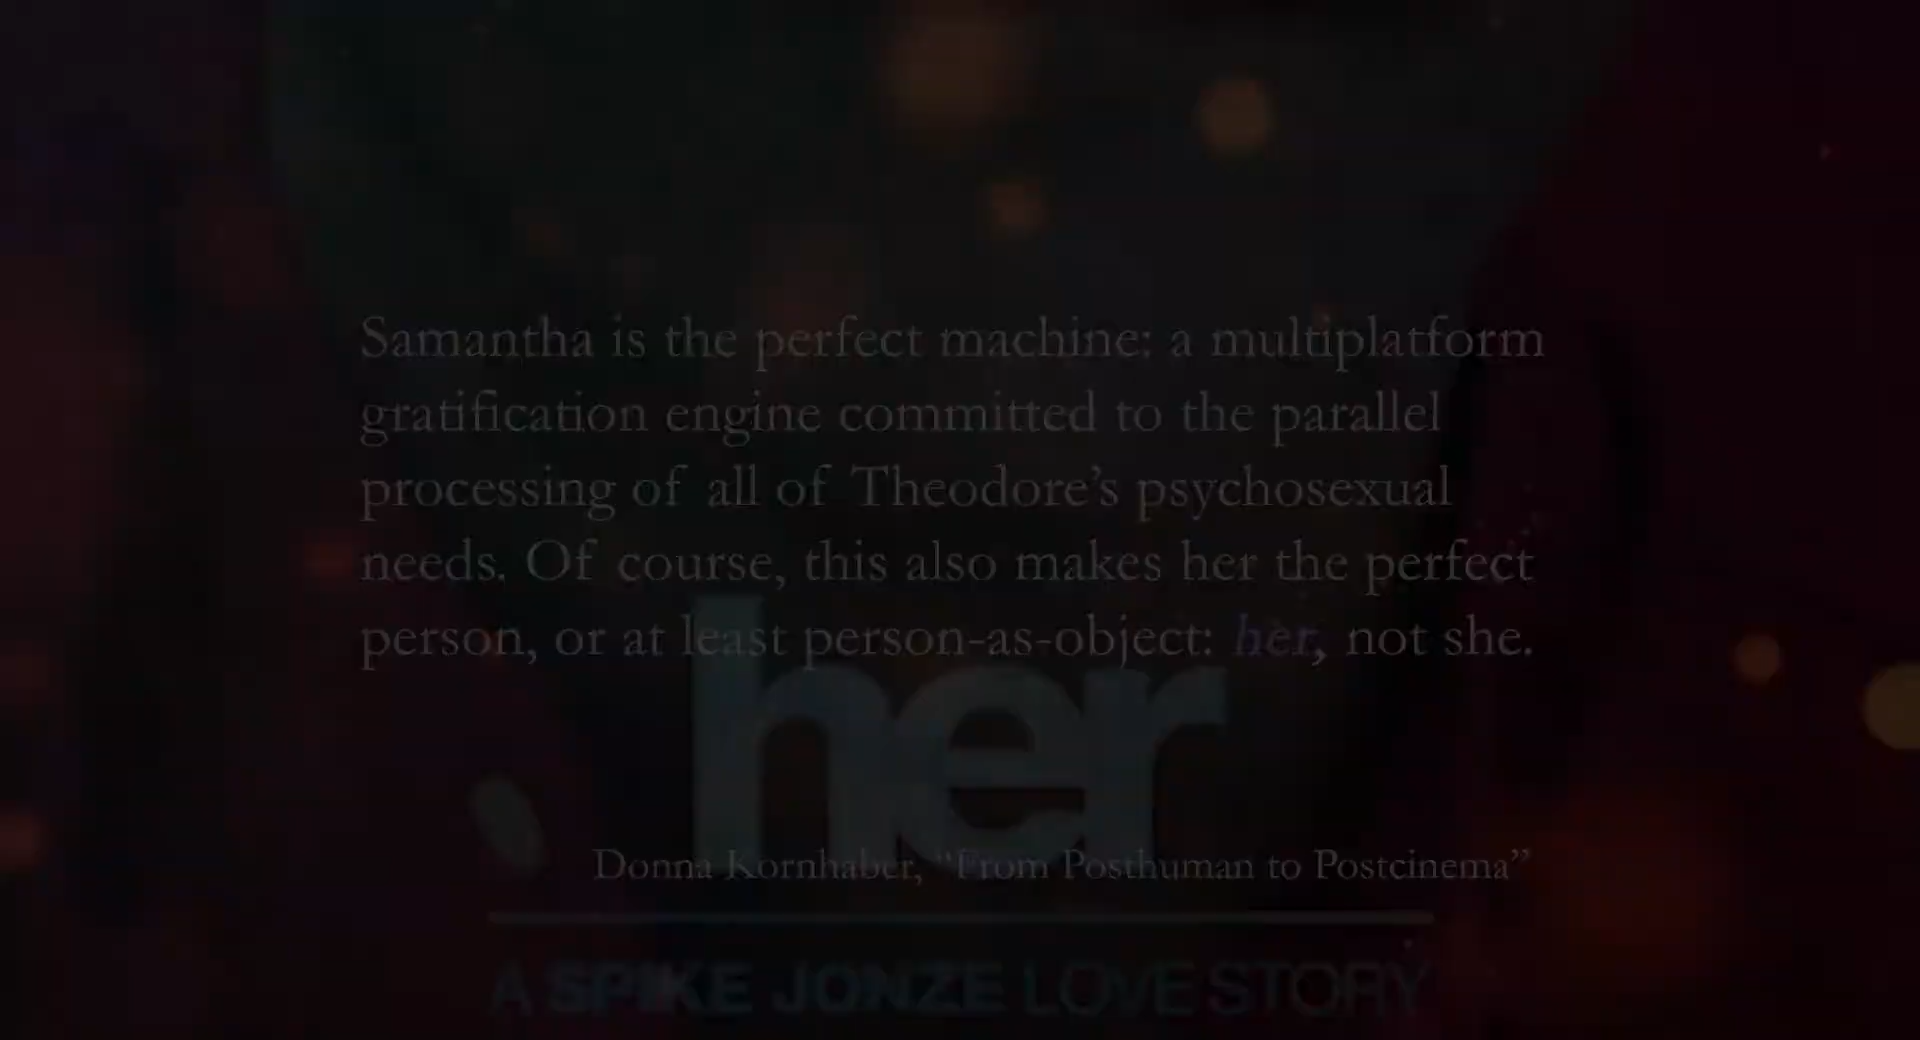 Samantha is the perfect machine: a multiplatform
gratification engine committed to the parallel
processing of all of Theodore’s psychosexual
needs. Of course, this also makes her the perfect
person, or at least person-as-object: her, not she.
her
Donna Kornhaber, “From Posthuman to Postcinema”
A SPIKE JONZE LOVE STORY